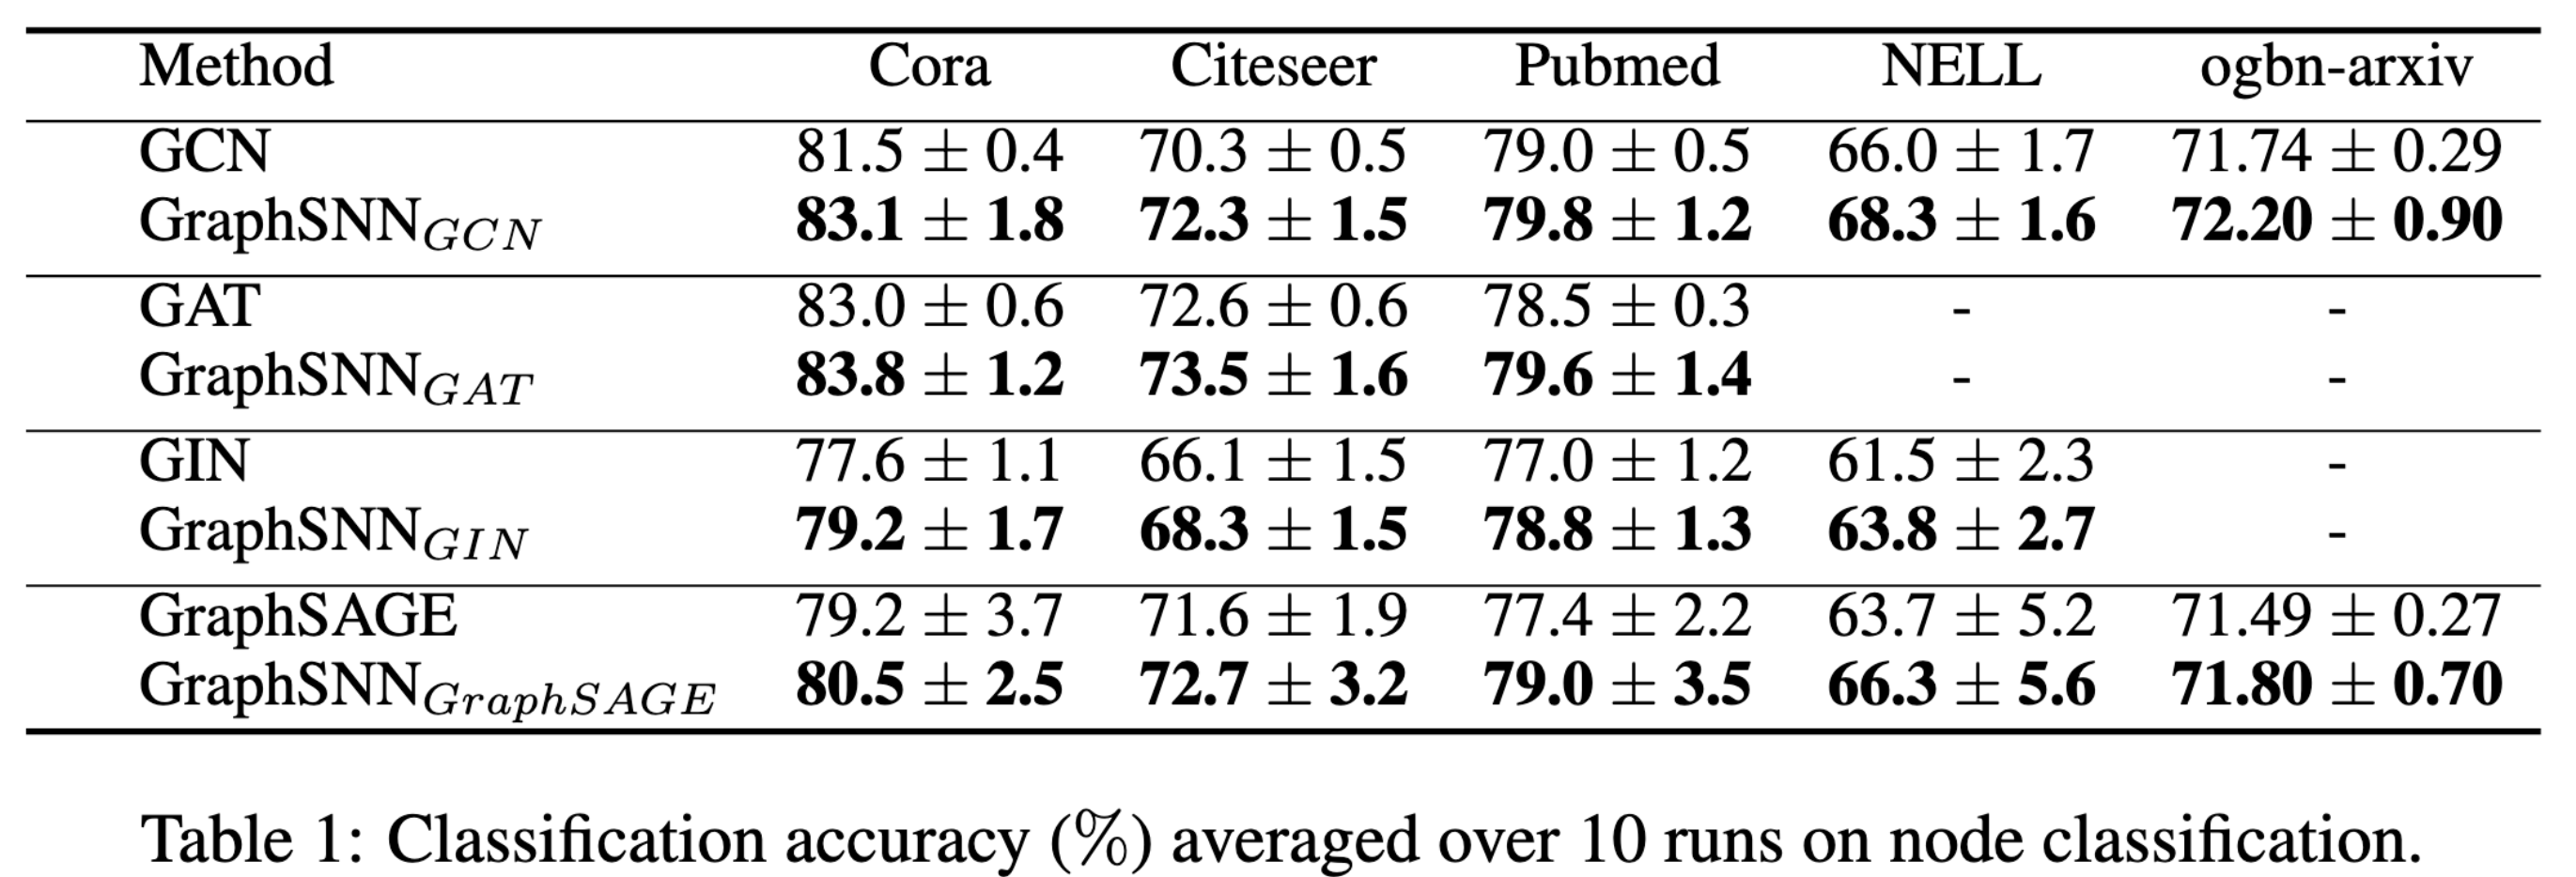 Method Cora Citeseer Pubmed NELL ogbn-arxiv
GCN 81.5 ± 0.4 70.3 ± 0.5 79.0 ± 0.5 66.0 ± 1.7 71.74 ± 0.29
GraphSNN_GCN 83.1 ± 1.8 72.3 ± 1.5 79.8 ± 1.2 68.3 ± 1.6 72.20 ± 0.90
GAT 83.0 ± 0.6 72.6 ± 0.6 78.5 ± 0.3 - -
GraphSNN_GAT 83.8 ± 1.2 73.5 ± 1.6 79.6 ± 1.4 - -
GIN 77.6 ± 1.1 66.1 ± 1.5 77.0 ± 1.2 61.5 ± 2.3 -
GraphSNN_GIN 79.2 ± 1.7 68.3 ± 1.5 78.8 ± 1.3 63.8 ± 2.7 -
GraphSAGE 79.2 ± 3.7 71.6 ± 1.9 77.4 ± 2.2 63.7 ± 5.2 71.49 ± 0.27
GraphSNN_GraphSAGE 80.5 ± 2.5 72.7 ± 3.2 79.0 ± 3.5 66.3 ± 5.6 71.80 ± 0.70
Table 1: Classification accuracy (%) averaged over 10 runs on node classification.